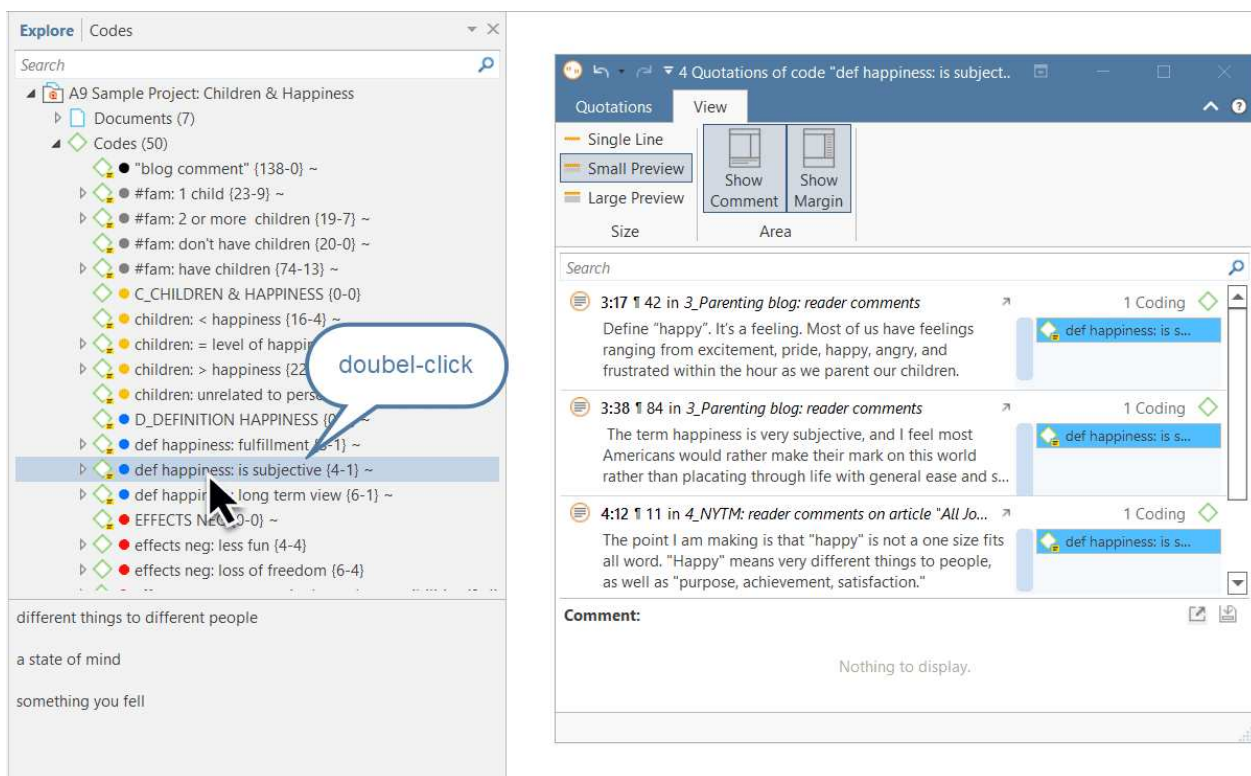 Explore Codes
Search
A9 Sample Project: Children & Happiness
Documents (7)
Codes (50)
"blog comment" {138-0} ~
#fam: 1 child {23-9} ~
#fam: 2 or more children {19-7} ~
#fam: don't have children {20-0} ~
#fam: have children {74-13} ~
C_CHILDREN & HAPPINESS {0-0}
children: < happiness {16-4} ~
children: = level of happin
children: > happiness {22
children: unrelated to pers
D_DEFINITION HAPPINESS {0 ~
def happiness: fulfillment -1} ~
def happiness: is subjective {4-1} ~
def happin : long term view {6-1} ~
EFFECTS NE 0-0} ~
effects neg: less fun {4-4}
effects neg: loss of freedom {6-4}
doubel-click
different things to different people
a state of mind
something you fell
4 Quotations of code "def happiness: is subject..
Quotations View
Single Line
Small Preview
Large Preview
Size
Show Comment
Show Margin
Area
Search
3:17 ¶ 42 in 3_Parenting blog: reader comments
1 Coding
Define "happy". It's a feeling. Most of us have feelings
ranging from excitement, pride, happy, angry, and
frustrated within the hour as we parent our children.
def happiness: is s...
3:38 ¶ 84 in 3_Parenting blog: reader comments
1 Coding
The term happiness is very subjective, and I feel most
Americans would rather make their mark on this world
rather than placating through life with general ease and s...
def happiness: is s...
4:12 ¶ 11 in 4_NYTM: reader comments on article "All Jo...
1 Coding
The point I am making is that "happy" is not a one size fits
all word. "Happy" means very different things to people,
as well as "purpose, achievement, satisfaction."
def happiness: is s...
Comment:
Nothing to display.